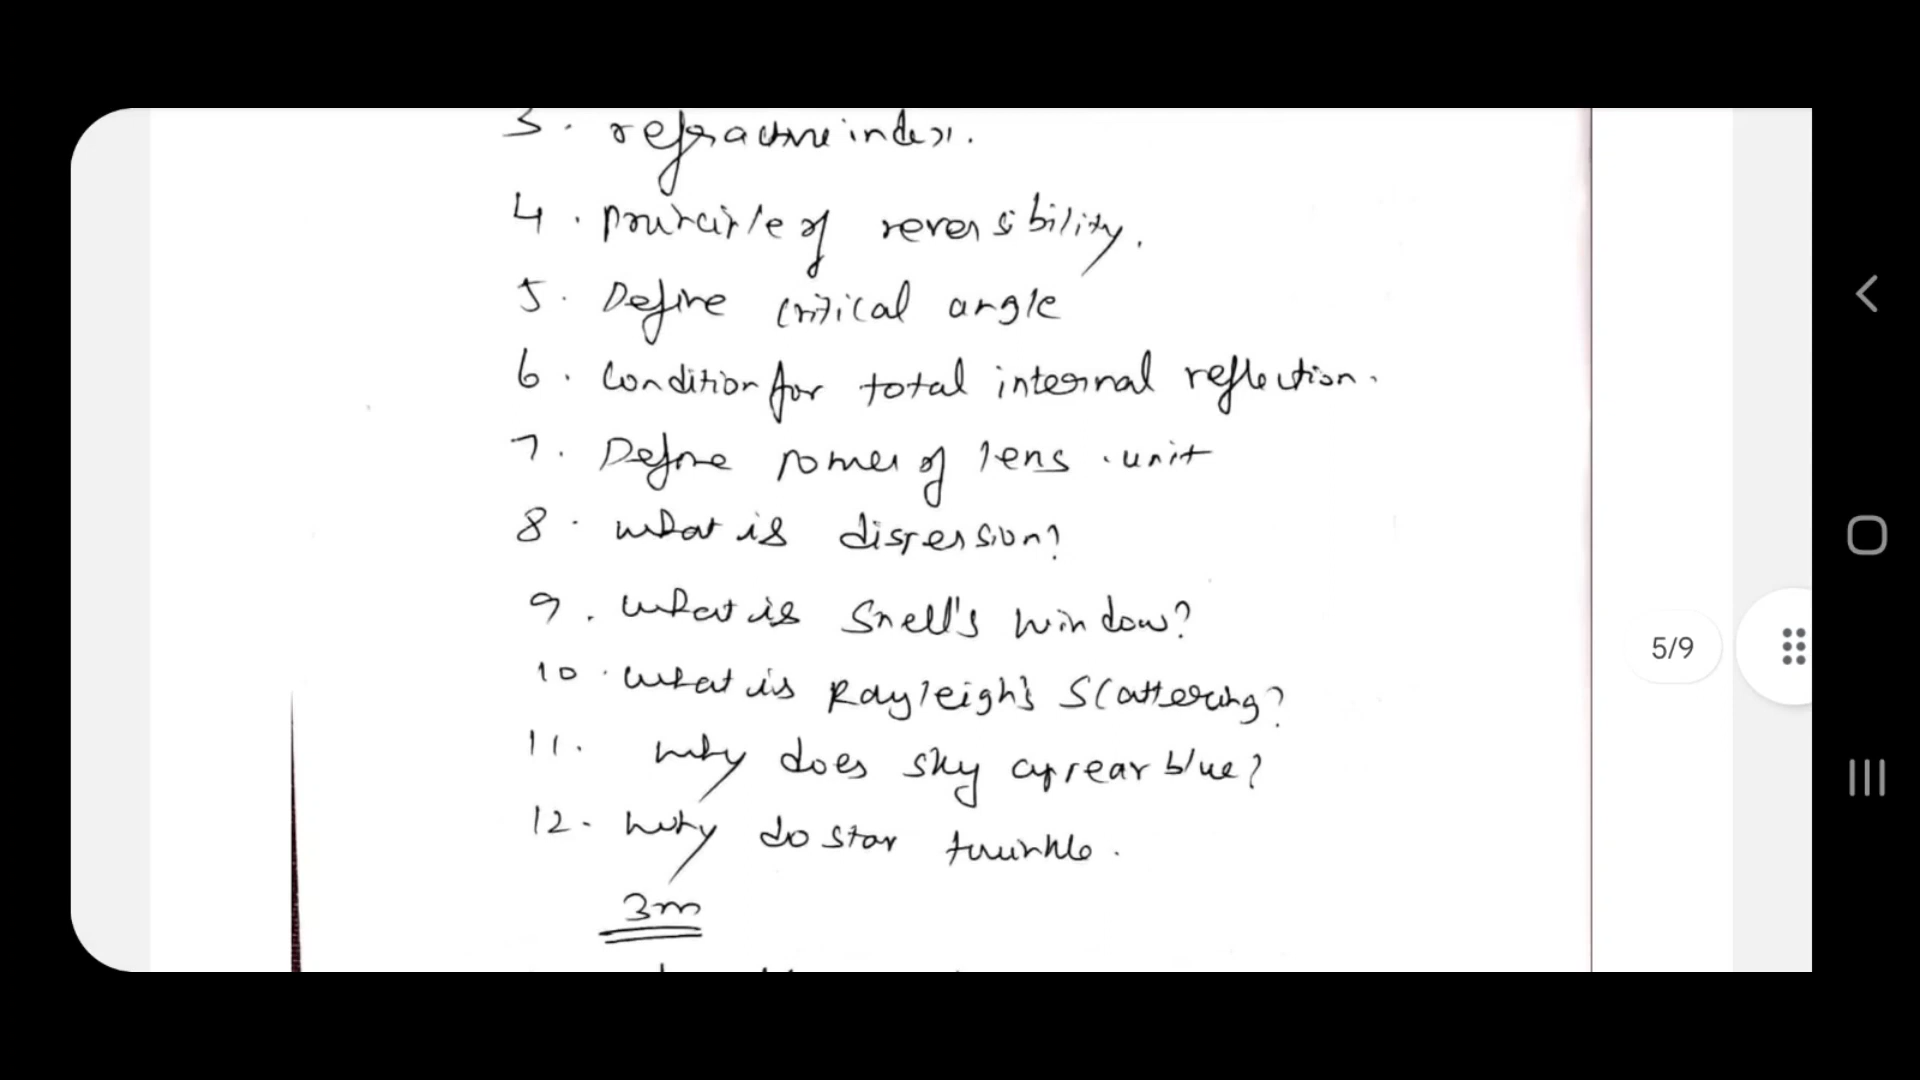 3. refractive index.
4. principle of reversibility.
5. Define critical angle
6. Condition for total internal reflection.
7. Define power of lens. unit
8. What is dispersion?
9. What is Snell's window?
10. What is Rayleigh's Scattering?
11. Why does sky appear blue?
12. Why do star twinkle.
3m
5/9